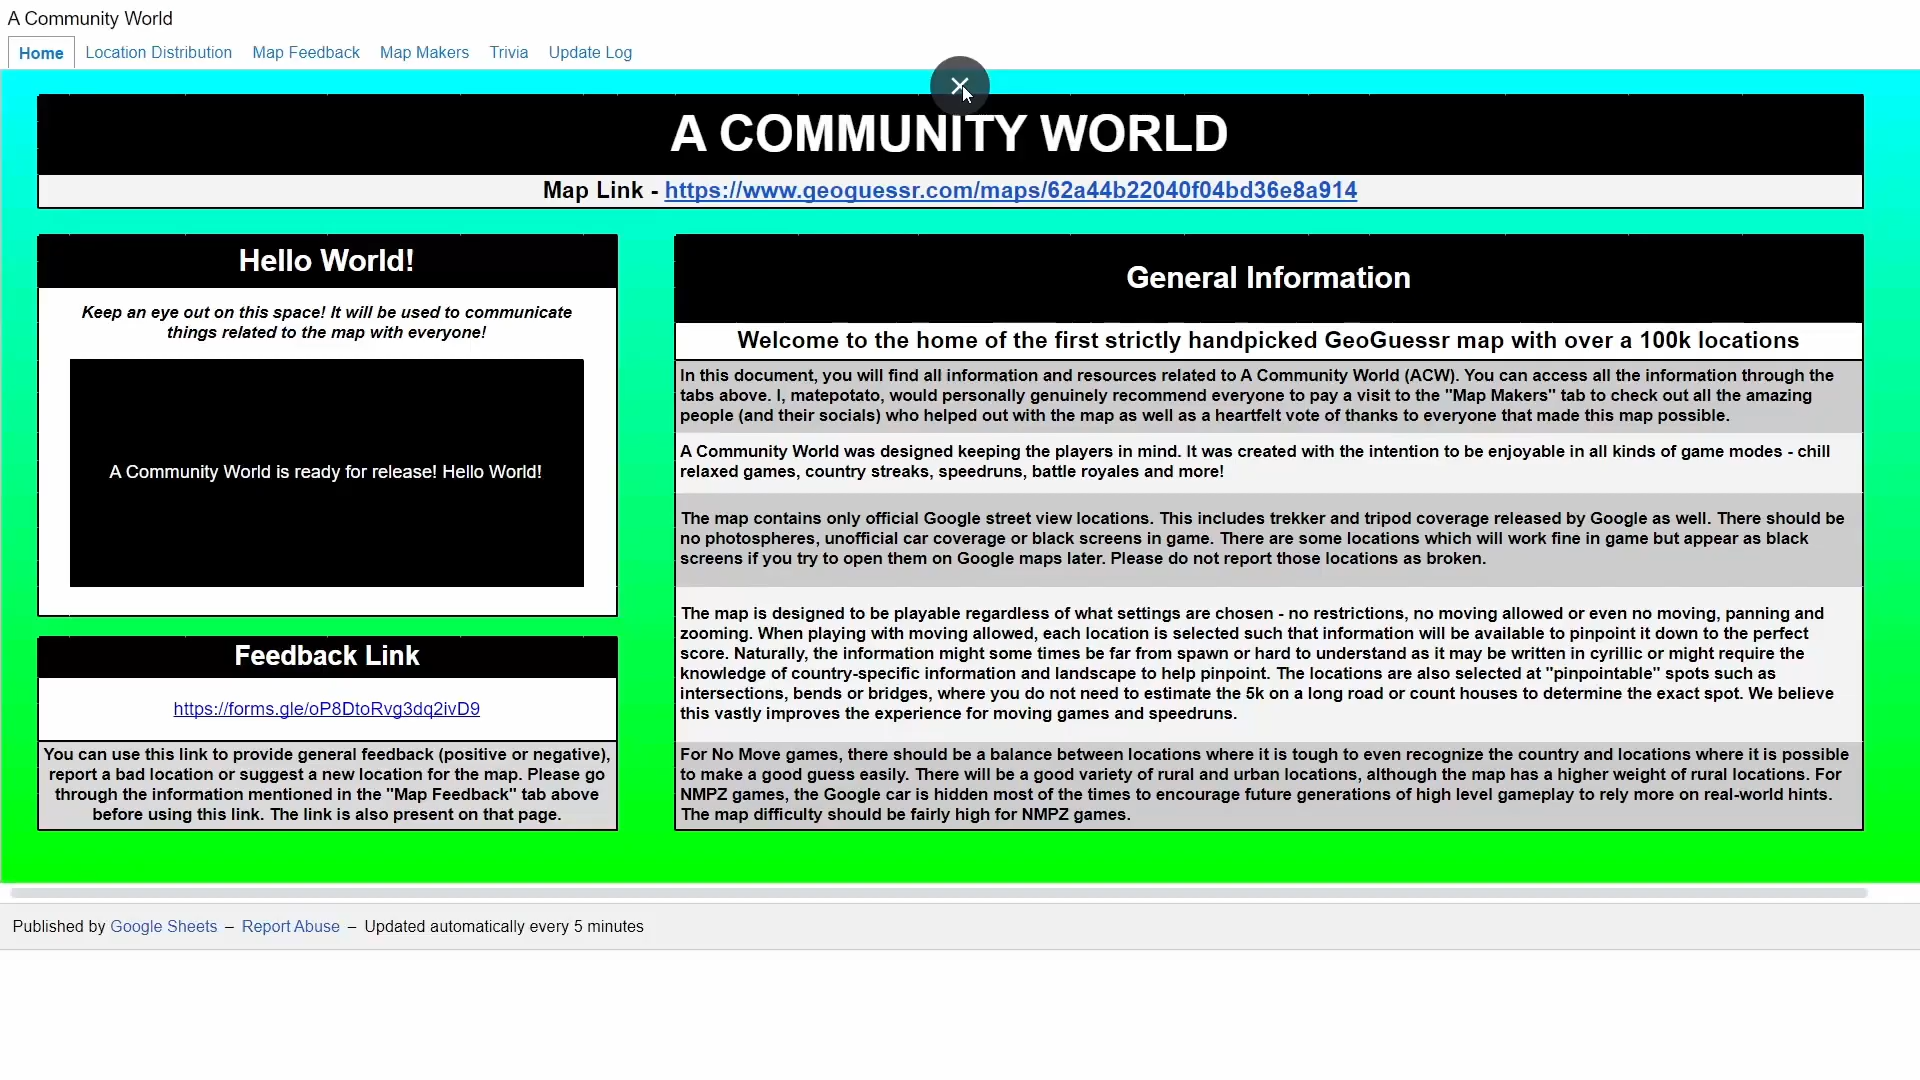 A Community World
Home Location Distribution Map Feedback Map Makers Trivia Update Log
A COMMUNITY WORLD
Map Link - https://www.geoguessr.com/maps/62a44b22040f04bd36e8a914
Hello World!
Keep an eye out on this space! It will be used to communicate
things related to the map with everyone!
A Community World is ready for release! Hello World!
Feedback Link
https://forms.gle/oP8DtoRvg3dq2ivD9
You can use this link to provide general feedback (positive or negative),
report a bad location or suggest a new location for the map. Please go
through the information mentioned in the "Map Feedback" tab above
before using this link. The link is also present on that page.
General Information
Welcome to the home of the first strictly handpicked GeoGuessr map with over a 100k locations
In this document, you will find all information and resources related to A Community World (ACW). You can access all the information through the
tabs above. I, matepotato, would personally genuinely recommend everyone to pay a visit to the "Map Makers" tab to check out all the amazing
people (and their socials) who helped out with the map as well as a heartfelt vote of thanks to everyone that made this map possible.
A Community World was designed keeping the players in mind. It was created with the intention to be enjoyable in all kinds of game modes - chill
relaxed games, country streaks, speedruns, battle royales and more!
The map contains only official Google street view locations. This includes trekker and tripod coverage released by Google as well. There should be
no photospheres, unofficial car coverage or black screens in game. There are some locations which will work fine in game but appear as black
screens if you try to open them on Google maps later. Please do not report those locations as broken.
The map is designed to be playable regardless of what settings are chosen - no restrictions, no moving allowed or even no moving, panning and
zooming. When playing with moving allowed, each location is selected such that information will be available to pinpoint it down to the perfect
score. Naturally, the information might some times be far from spawn or hard to understand as it may be written in cyrillic or might require the
knowledge of country-specific information and landscape to help pinpoint. The locations are also selected at "pinpointable" spots such as
intersections, bends or bridges, where you do not need to estimate the 5k on a long road or count houses to determine the exact spot. We believe
this vastly improves the experience for moving games and speedruns.
For No Move games, there should be a balance between locations where it is tough to even recognize the country and locations where it is possible
to make a good guess easily. There will be a good variety of rural and urban locations, although the map has a higher weight of rural locations. For
NMPZ games, the Google car is hidden most of the times to encourage future generations of high level gameplay to rely more on real-world hints.
The map difficulty should be fairly high for NMPZ games.
Published by Google Sheets – Report Abuse – Updated automatically every 5 minutes